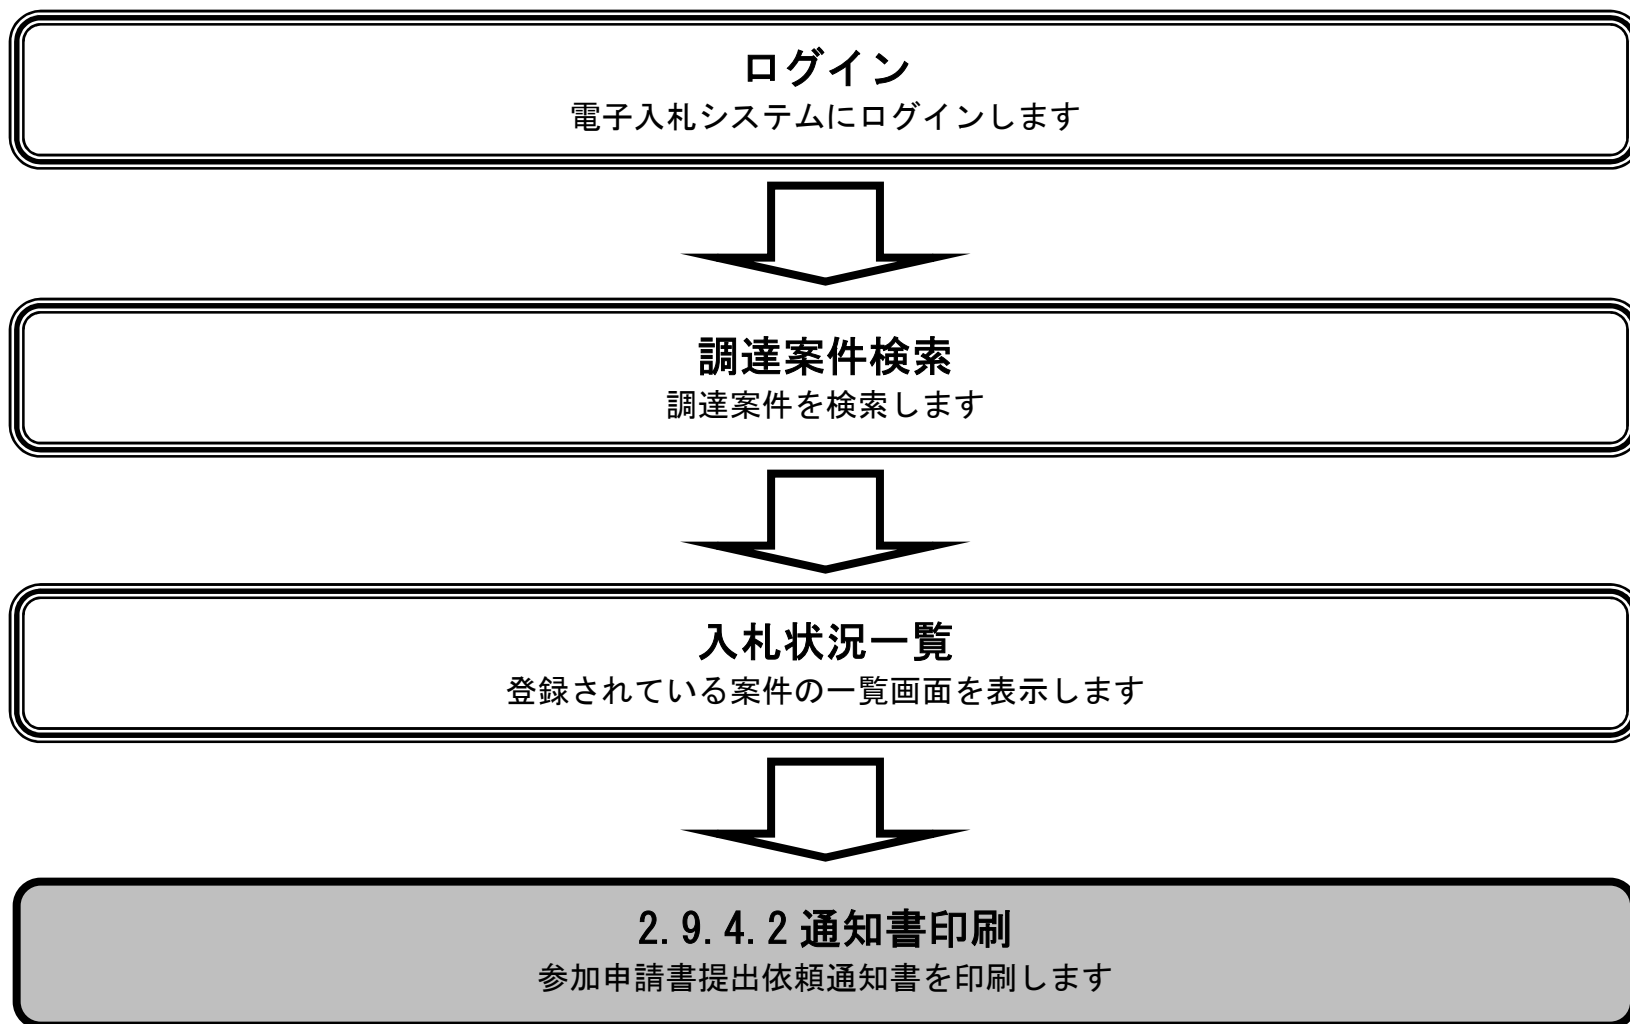 ログイン
電子入札システムにログインします
調達案件検索
調達案件を検索します
入札状況一覧
登録されている案件の一覧画面を表示します
2.9.4.2 通知書印刷
参加申請書提出依頼通知書を印刷します